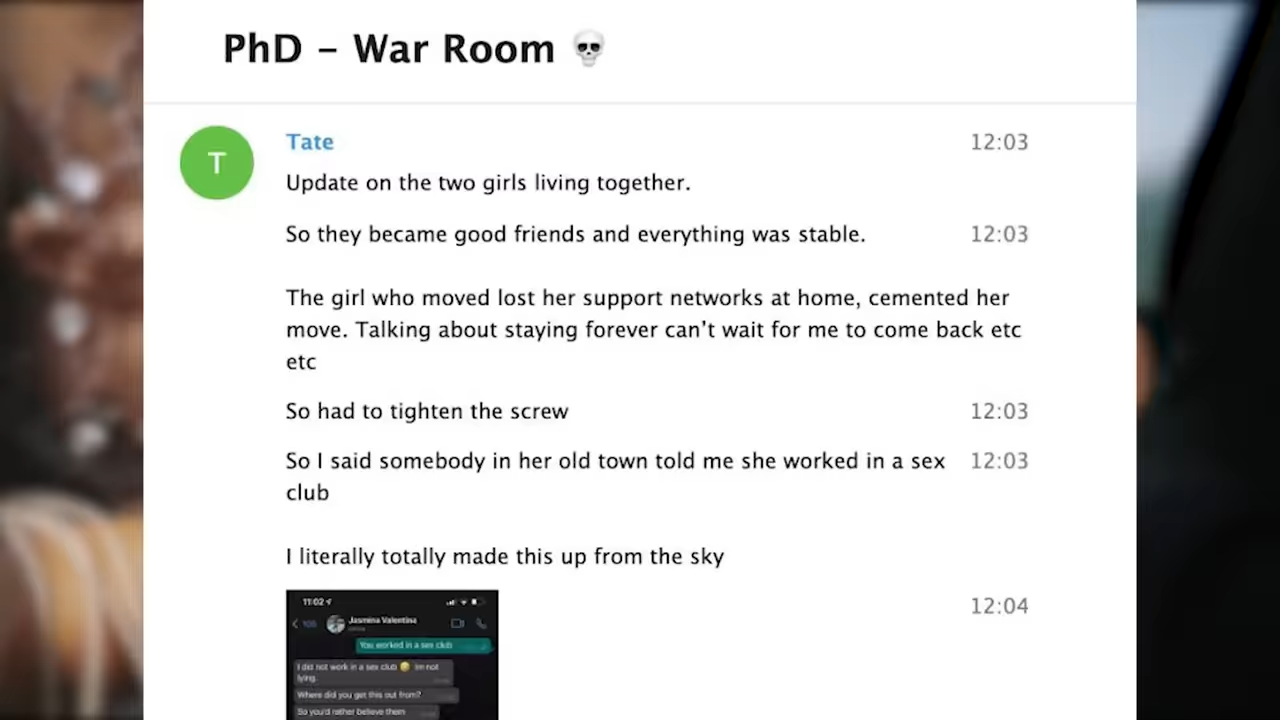 PhD – War Room 💀
Tate 12:03
T
Update on the two girls living together.
So they became good friends and everything was stable. 12:03
The girl who moved lost her support networks at home, cemented her
move. Talking about staying forever can't wait for me to come back etc
etc
So had to tighten the screw 12:03
So I said somebody in her old town told me she worked in a sex 12:03
club
I literally totally made this up from the sky
12:04
11:02
Jasmina Valentina
You worked in a sex club
I did not work in a sex club Im not
lying.
Where did you get this out from?
So you'd rather believe them